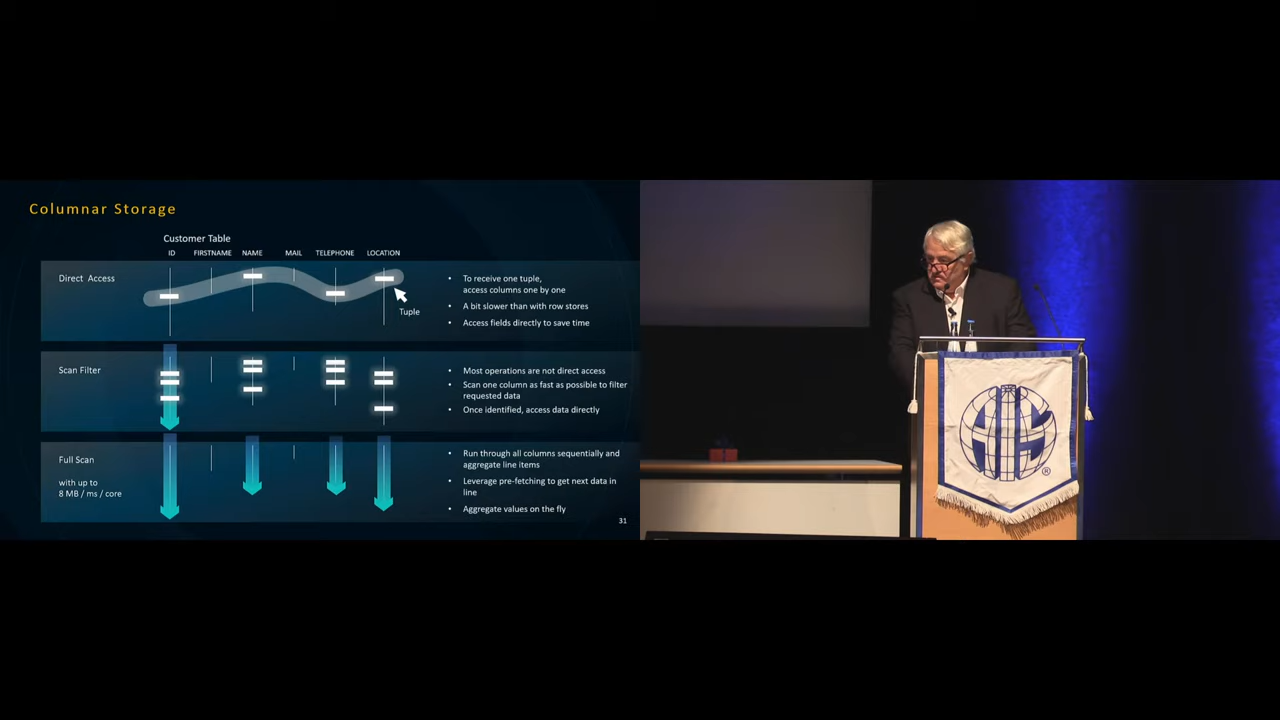 Columnar Storage
Customer Table
ID FIRSTNAME NAME MAIL TELEPHONE LOCATION
Direct Access
Tuple
• To receive one tuple,
access columns one by one
• A bit slower than with row stores
• Access fields directly to save time
Scan Filter
• Most operations are not direct access
• Scan one column as fast as possible to filter
requested data
• Once identified, access data directly
Full Scan
with up to
8 MB / ms / core
• Run through all columns sequentially and
aggregate line items
• Leverage pre-fetching to get next data in
line
• Aggregate values on the fly
31
®